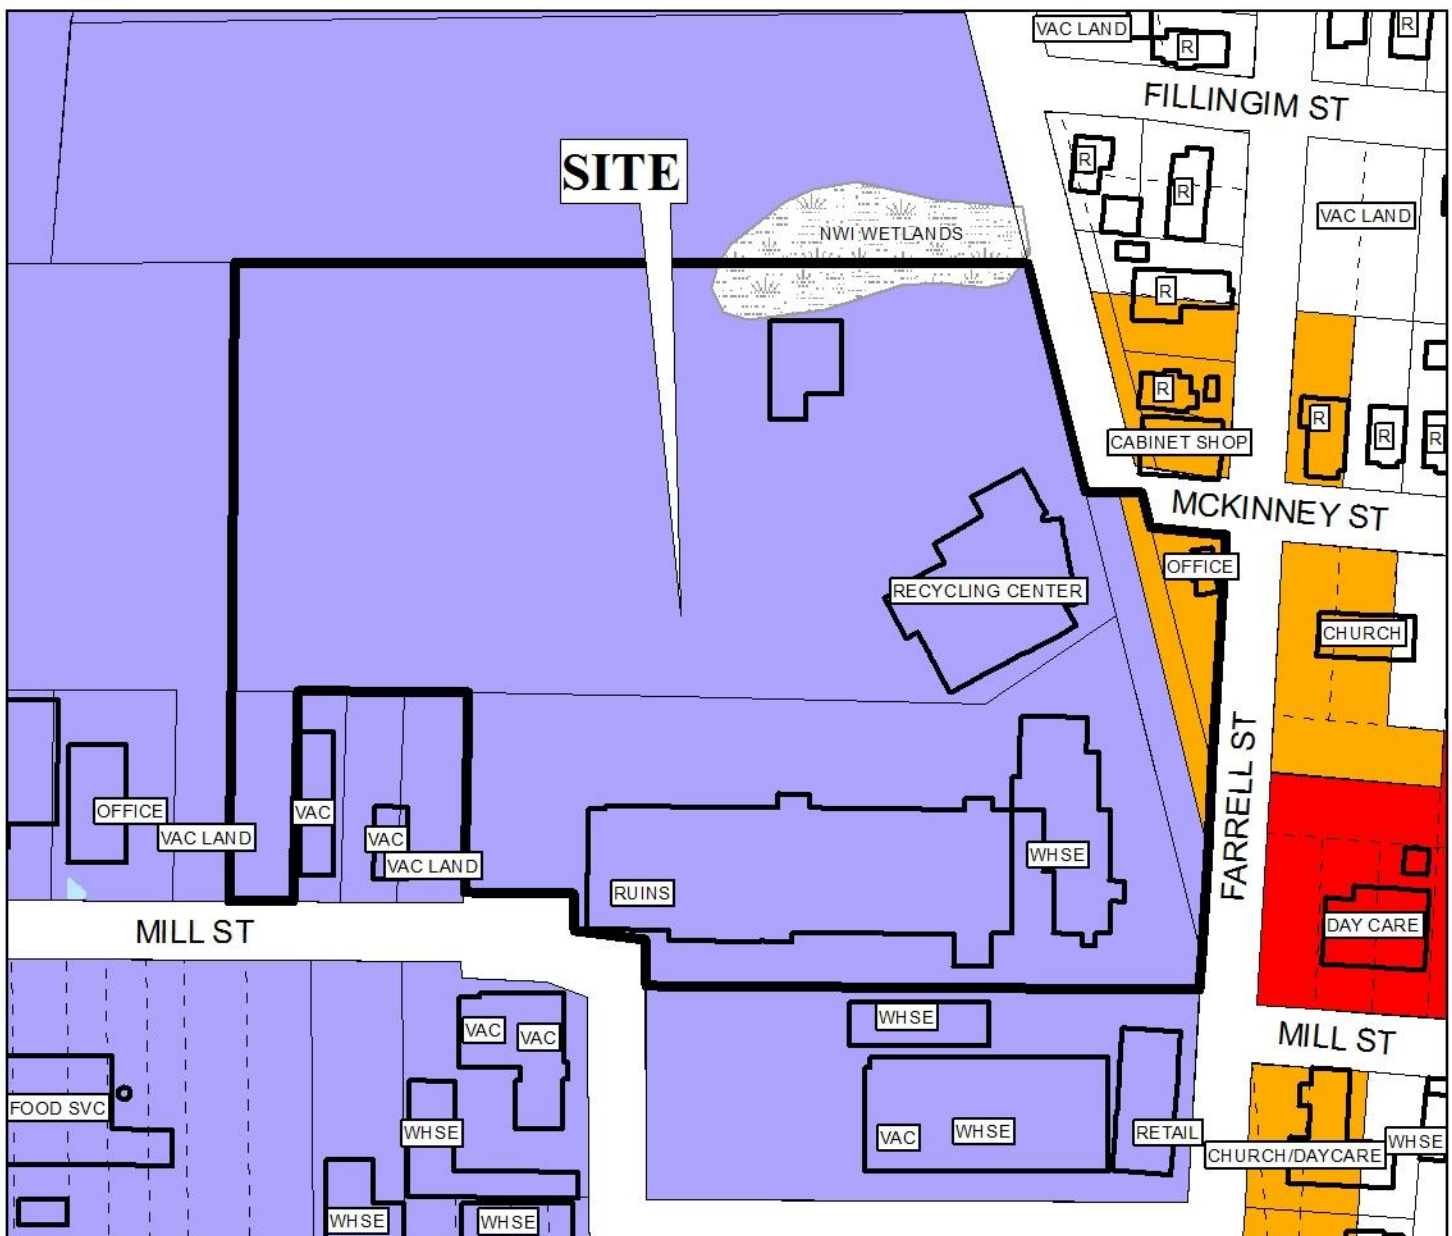 VAC LAND
R
R
FILLINGIM ST
SITE
R
R
VAC LAND
NWI WETLANDS
R
R
CABINET SHOP
R
R
R
MCKINNEY ST
OFFICE
RECYCLING CENTER
CHURCH
FARRELL ST
OFFICE
VAC LAND
VAC
VAC
VAC LAND
WHSE
RUINS
DAY CARE
MILL ST
WHSE
VAC
VAC
MILL ST
FOOD SVC
WHSE
VAC
WHSE
RETAIL
CHURCH/DAYCARE
WHSE
WHSE
WHSE